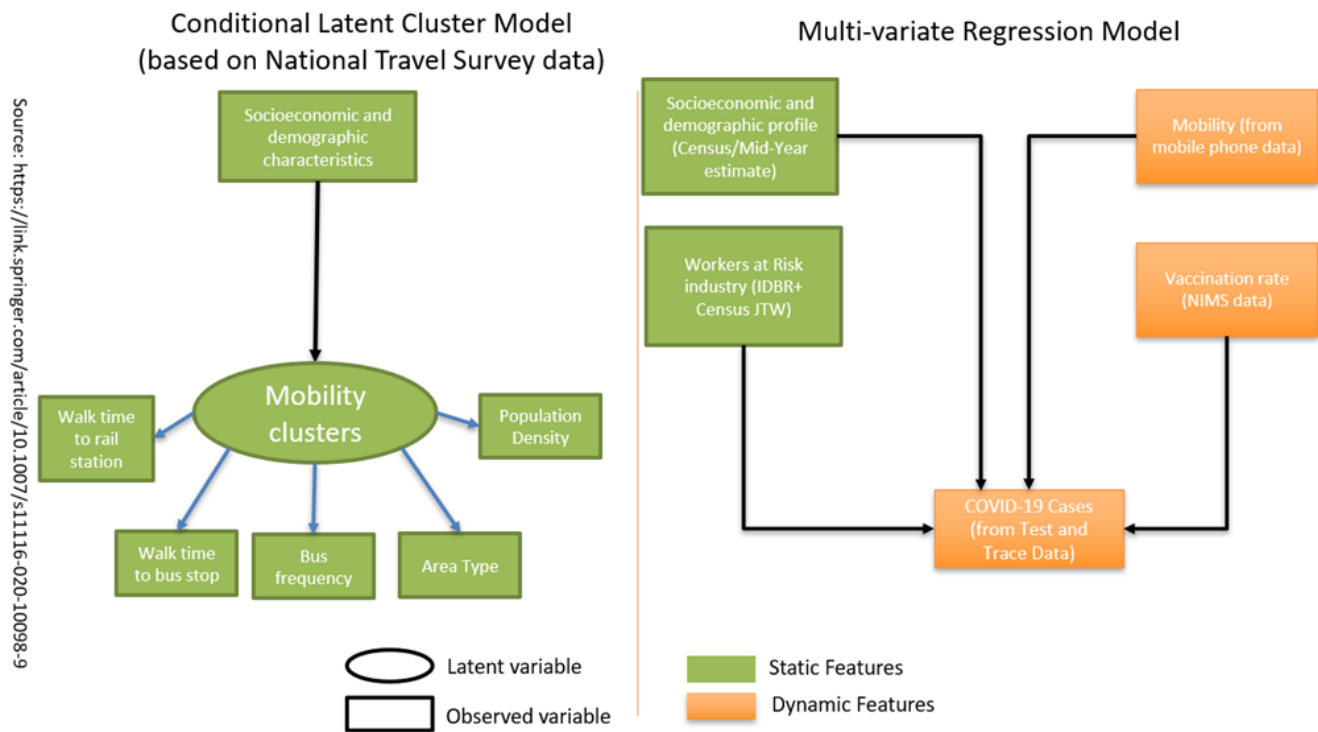 Conditional Latent Cluster Model
(based on National Travel Survey data)
Socioeconomic and
demographic
characteristics
Mobility
clusters
Walk time
to rail
station
Population
Density
Walk time
to bus stop
Bus
frequency
Area Type
Latent variable
Observed variable
Source: https://link.springer.com/article/10.1007/s11116-020-10098-9
Multi-variate Regression Model
Socioeconomic and
demographic profile
(Census/Mid-Year
estimate)
Mobility (from
mobile phone data)
Workers at Risk
industry (IDBR+
Census JTW)
Vaccination rate
(NIMS data)
COVID-19 Cases
(from Test and
Trace Data)
Static Features
Dynamic Features